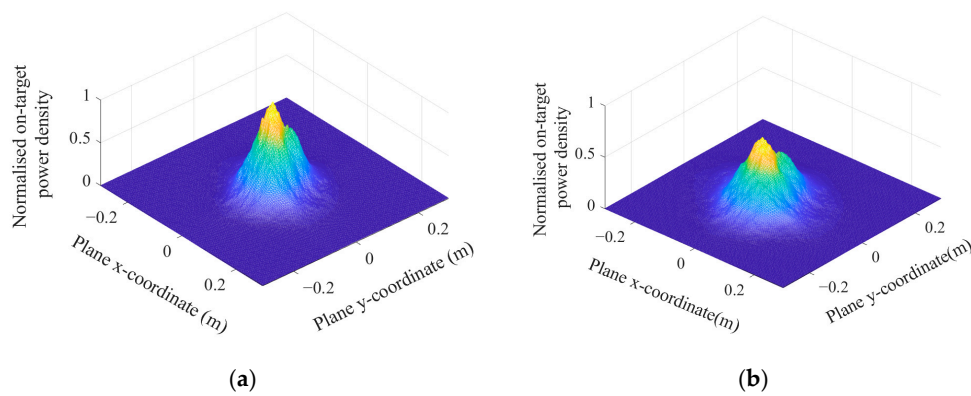 Normalised on-target
power density
1
0.5
0
−0.2
0
0.2
Plane x-coordinate (m)
−0.2
0
0.2
Plane y-coordinate (m)
(a)
Normalised on-target
power density
1
0.5
0
−0.2
0
0.2
Plane x-coordinate(m)
−0.2
0
0.2
Plane y-coordinate(m)
(b)